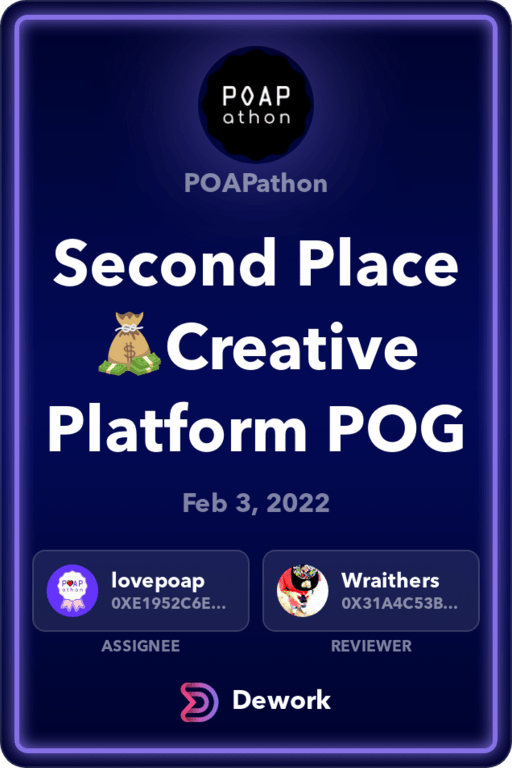 POAP
athon
POAPathon
Second Place
💰Creative
Platform POG
Feb 3, 2022
POAP
athon
lovepoap
0XE1952C6E...
Wraithers
0X31A4C53B...
ASSIGNEE
REVIEWER
Dework